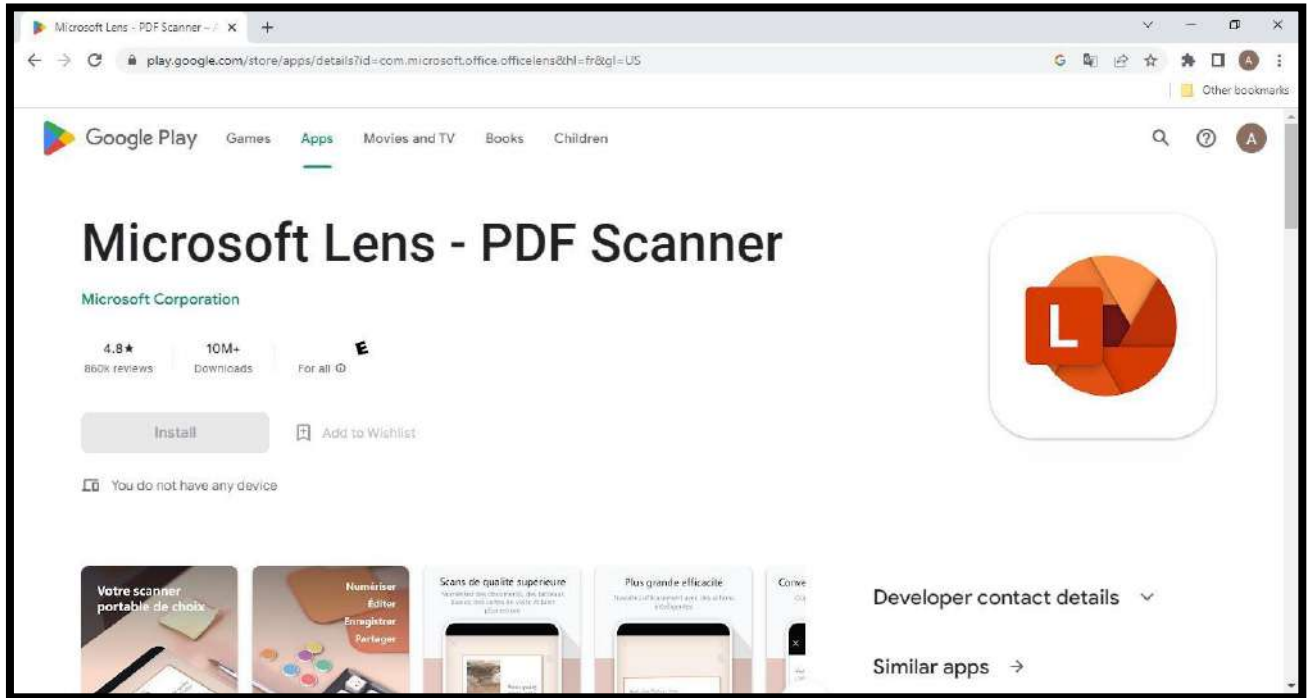 Microsoft Lens - PDF Scanner – A
play.google.com/store/apps/details?id=com.microsoft.office.officelens&hl=fr&gl=US
Other bookmarks
Google Play Games Apps Movies and TV Books Children
A
Microsoft Lens - PDF Scanner
Microsoft Corporation
4.8★ 10M+ E
860k reviews Downloads For all
L
Install Add to Wishlist
You do not have any device
Votre scanner
portable de choix
Numériser
Éditer
Enregistrer
Partager
Scans de qualité supérieure
Plus grande efficacité
Conve
Developer contact details
Similar apps